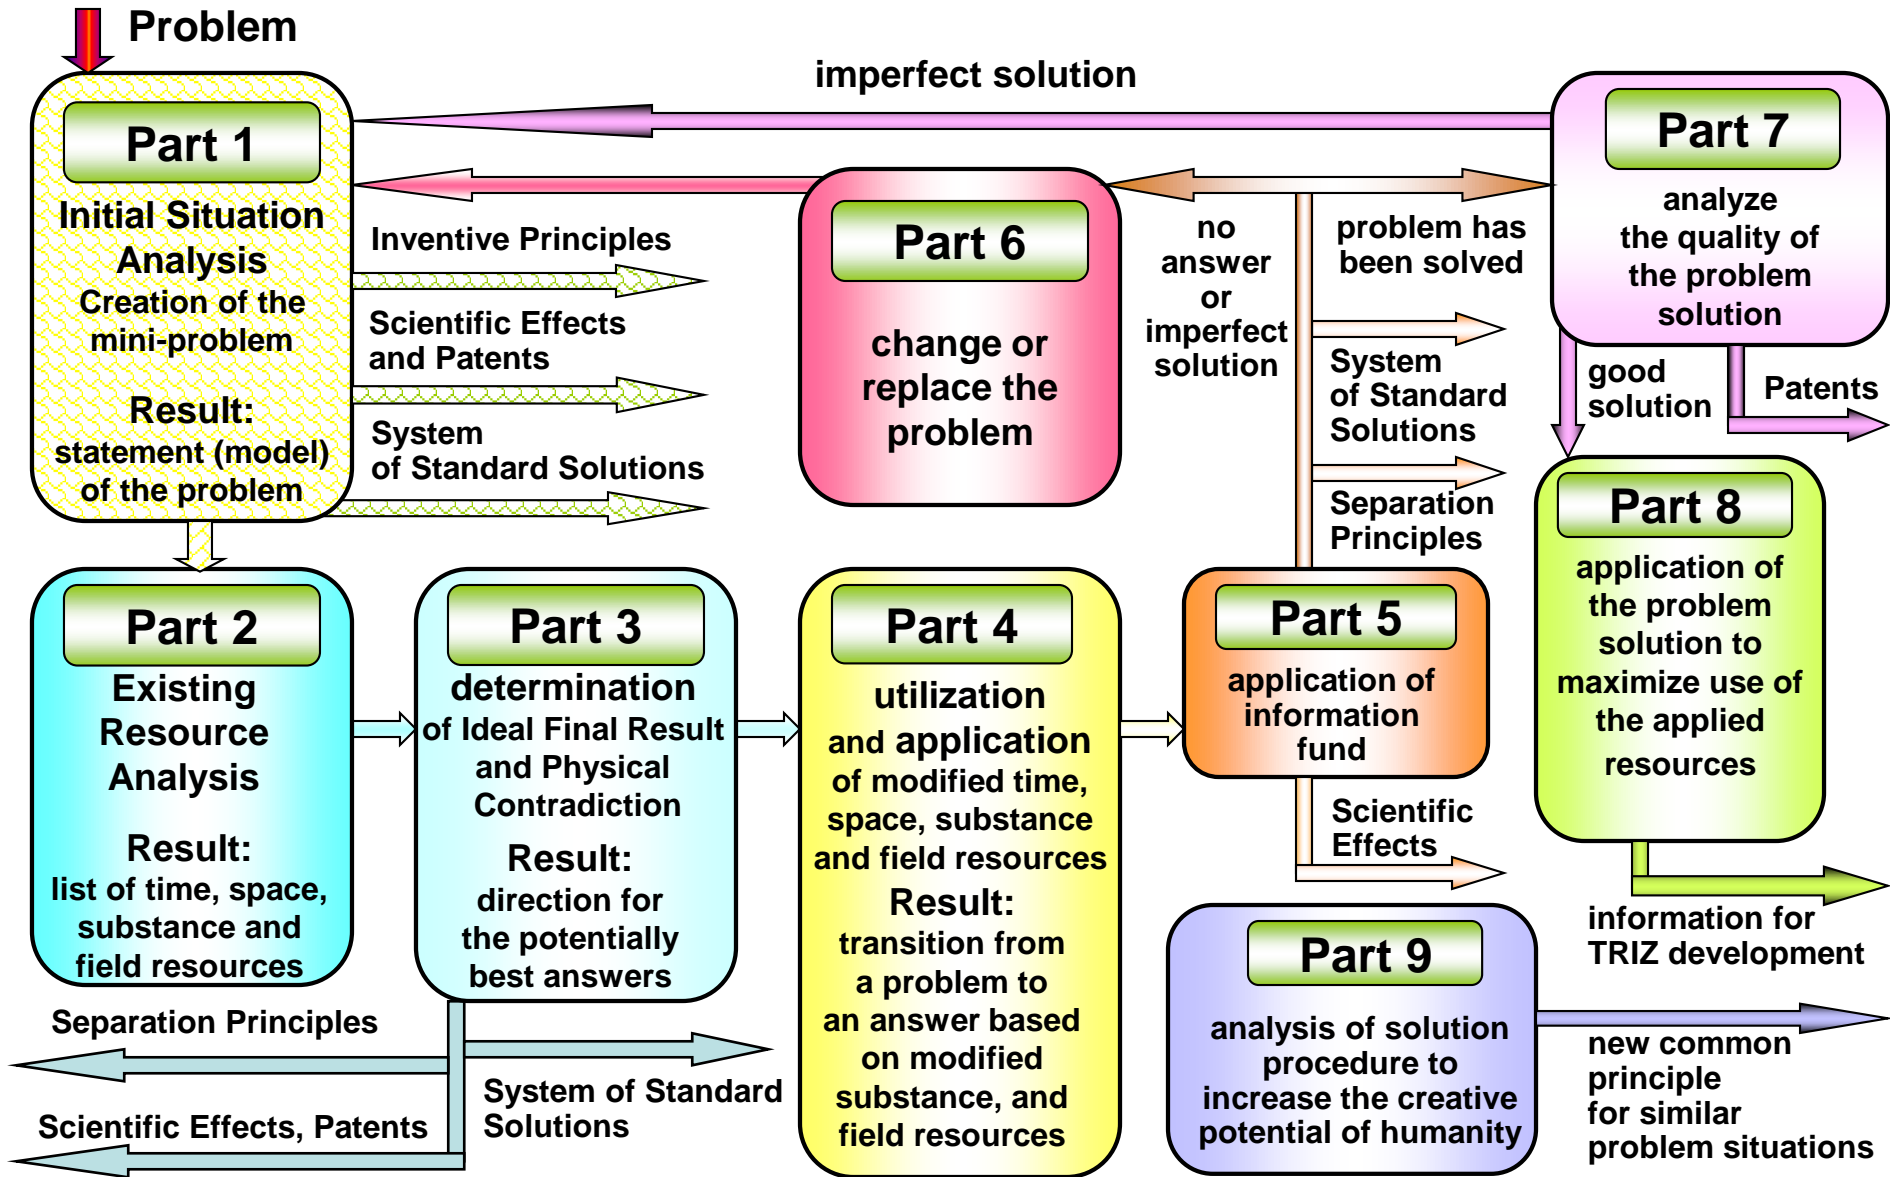 Problem
imperfect solution
Part 1
Initial Situation
Analysis
Creation of the
mini-problem
Result:
statement (model)
of the problem
Inventive Principles
Scientific Effects
and Patents
System
of Standard Solutions
Part 6
change or
replace the
problem
no
answer
or
imperfect
solution
problem has
been solved
System
of Standard
Solutions
Separation
Principles
Part 7
analyze
the quality of
the problem
solution
good
solution
Patents
Part 2
Existing
Resource
Analysis
Result:
list of time, space,
substance and
field resources
Part 3
determination
of Ideal Final Result
and Physical
Contradiction
Result:
direction for
the potentially
best answers
Separation Principles
Scientific Effects, Patents
System of Standard
Solutions
Part 4
utilization
and application
of modified time,
space, substance
and field resources
Result:
transition from
a problem to
an answer based
on modified
substance, and
field resources
Part 5
application of
information
fund
Scientific
Effects
Part 8
application of
the problem
solution to
maximize use of
the applied
resources
information for
TRIZ development
Part 9
analysis of solution
procedure to
increase the creative
potential of humanity
new common
principle
for similar
problem situations